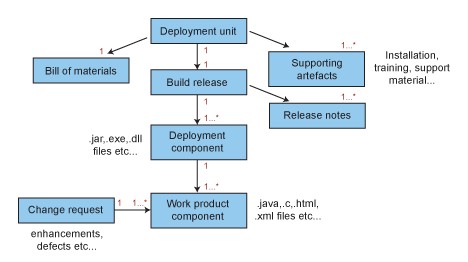 Deployment unit
1
1
1
1...*
Bill of materials
Supporting
artefacts
Installation,
training, support
material...
Build release
1
1...*
Release notes
1...*
.jar,.exe,.dll
files etc...
Deployment
component
1
1...*
Change request
1
1...*
Work product
component
.java,.c,.html,
.xml files etc...
enhancements,
defects etc...